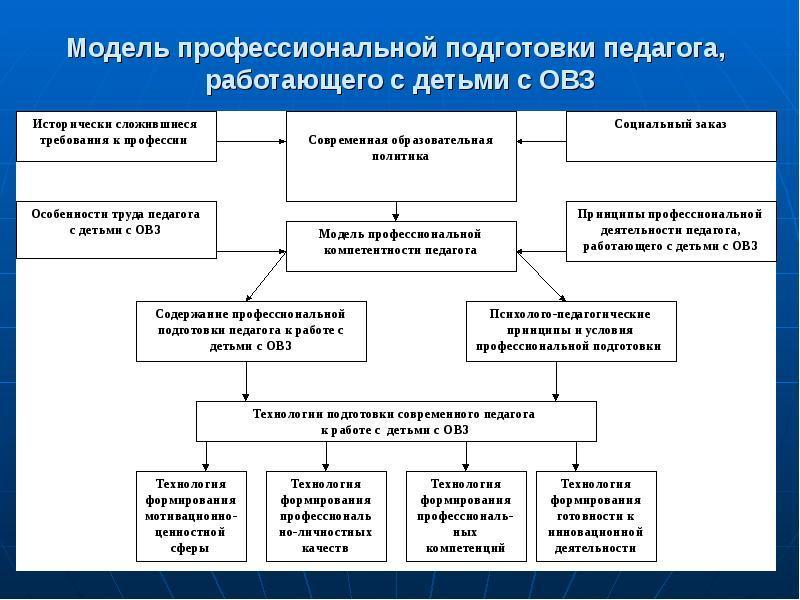 Модель профессиональной подготовки педагога,
работающего с детьми с ОВЗ
Исторически сложившиеся
требования к профессии
Современная образовательная
политика
Социальный заказ
Особенности труда педагога
с детьми с ОВЗ
Модель профессиональной
компетентности педагога
Принципы профессиональной
деятельности педагога,
работающего с детьми с ОВЗ
Содержание профессиональной
подготовки педагога к работе с
детьми с ОВЗ
Психолого-педагогические
принципы и условия
профессиональной подготовки
Технологии подготовки современного педагога
к работе с детьми с ОВЗ
Технология
формирования
мотивационно-
ценностной
сферы
Технология
формирования
профессиональ
но-личностных
качеств
Технология
формирования
профессиональ-
ных
компетенций
Технология
формирования
готовности к
инновационной
деятельности